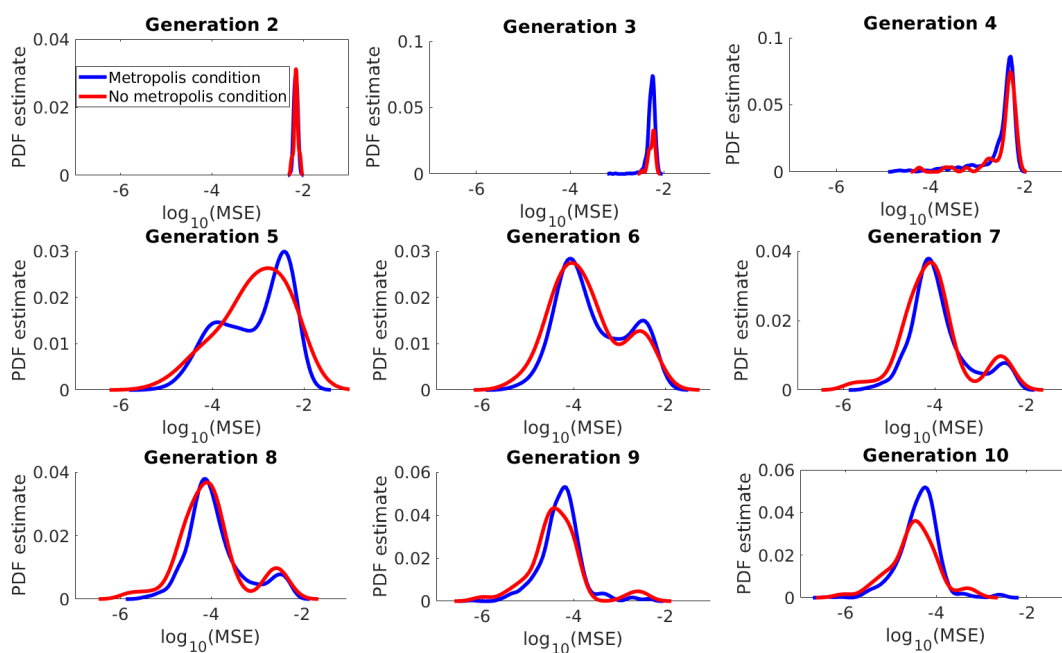 Generation 2
0.04
0.02
0
PDF estimate
Metropolis condition
No metropolis condition
-6
-4
-2
log10(MSE)
Generation 3
0.1
0.05
0
PDF estimate
-6
-4
-2
log10(MSE)
Generation 4
0.1
0.05
0
PDF estimate
-6
-4
-2
log10(MSE)
Generation 5
0.03
0.02
0.01
0
PDF estimate
-6
-4
-2
log10(MSE)
Generation 6
0.03
0.02
0.01
0
PDF estimate
-6
-4
-2
log10(MSE)
Generation 7
0.04
0.02
0
PDF estimate
-6
-4
-2
log10(MSE)
Generation 8
0.04
0.02
0
PDF estimate
-6
-4
-2
log10(MSE)
Generation 9
0.06
0.04
0.02
0
PDF estimate
-6
-4
-2
log10(MSE)
Generation 10
0.06
0.04
0.02
0
PDF estimate
-6
-4
-2
log10(MSE)